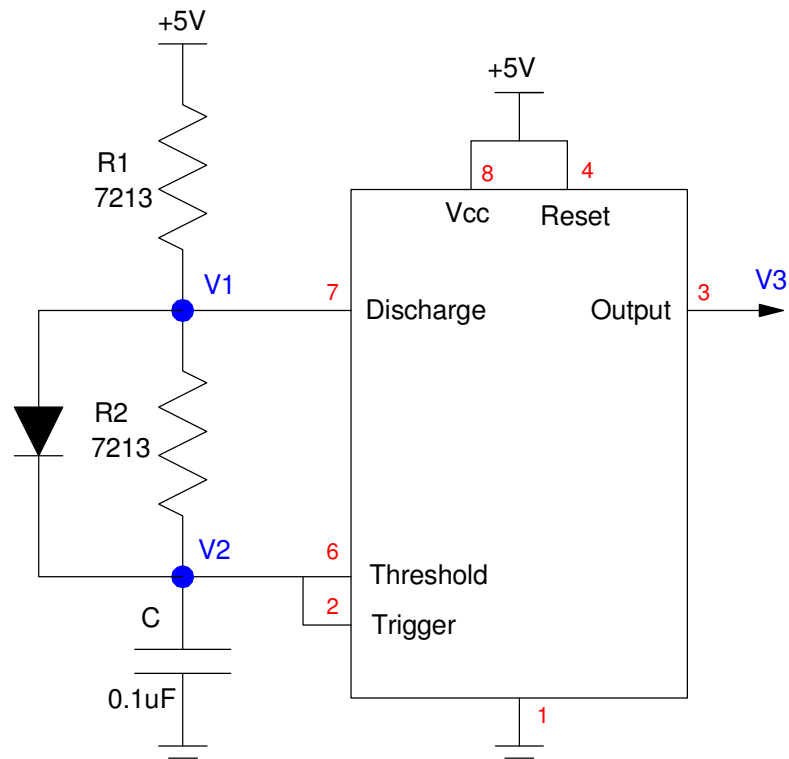 +5V
+5V
R1
7213
8
4
Vcc
Reset
V1
7
Discharge
Output
3
V3
R2
7213
V2
6
Threshold
2
Trigger
C
0.1uF
1